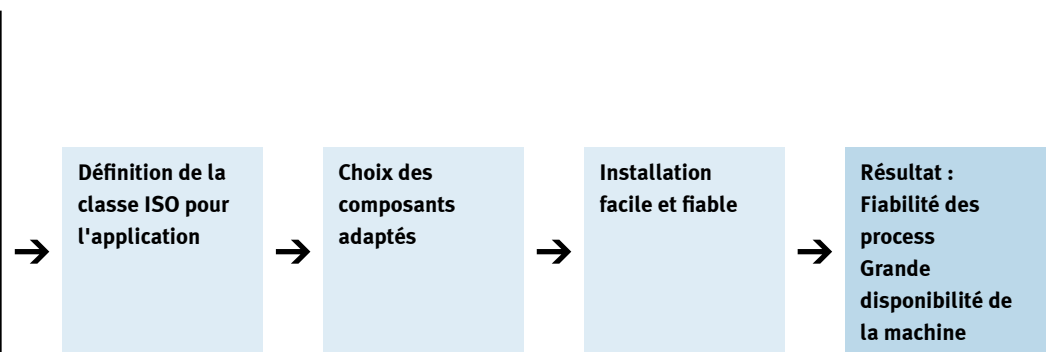 Définition de la
classe ISO pour
l'application
Choix des
composants
adaptés
Installation
facile et fiable
Résultat :
Fiabilité des
process
Grande
disponibilité de
la machine